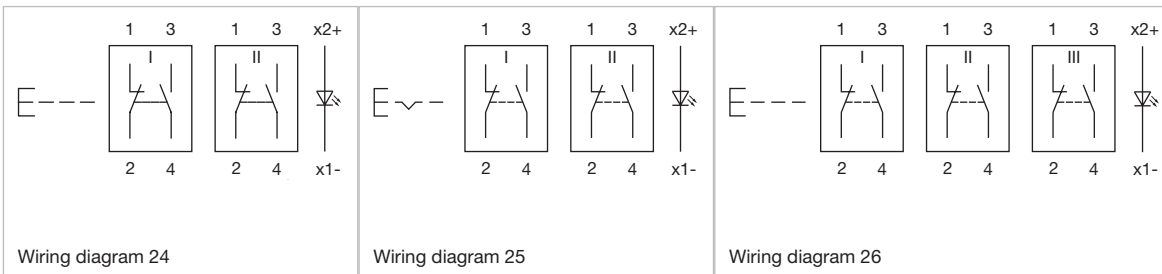 1 3 1 3 x2+
I II
2 4 2 4 x1-
Wiring diagram 24
1 3 1 3 x2+
I II
2 4 2 4 x1-
Wiring diagram 25
1 3 1 3 1 3 x2+
I II III
2 4 2 4 2 4 x1-
Wiring diagram 26